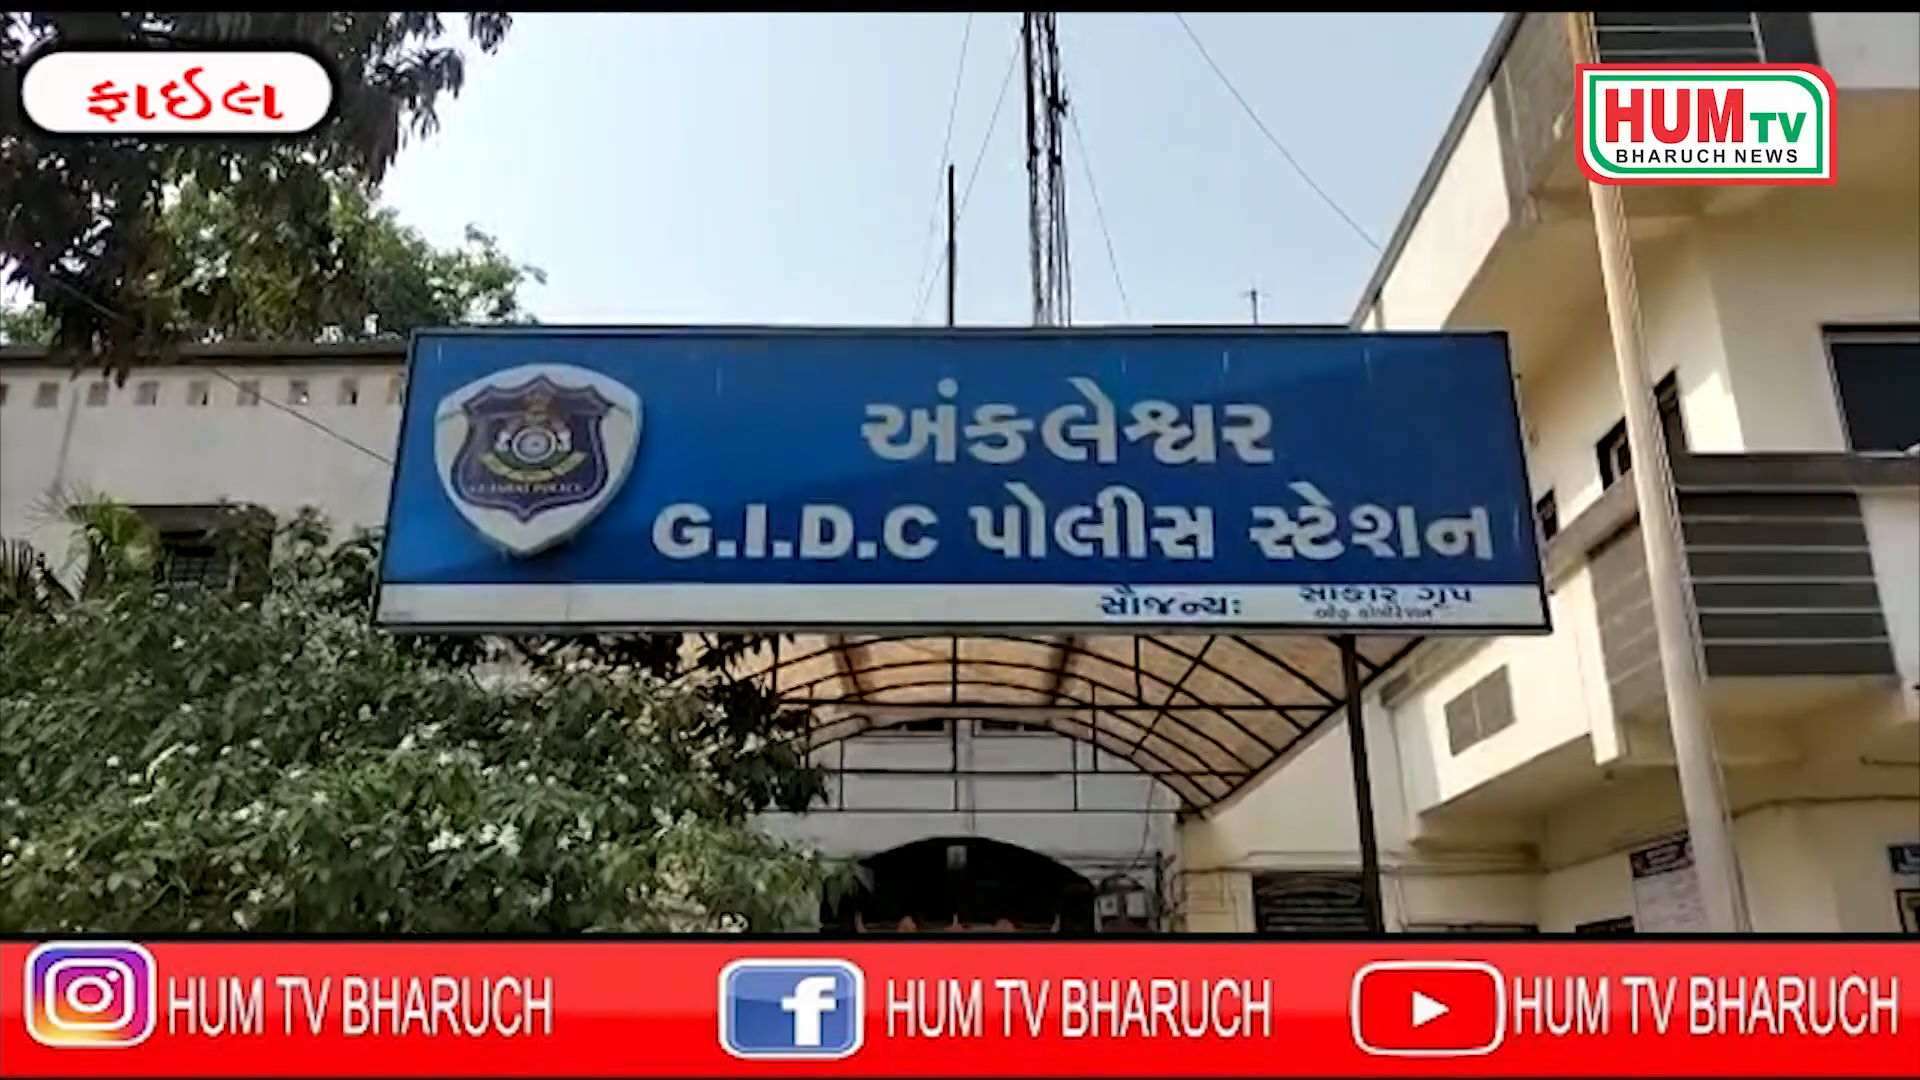 ફાઈલ
HUM TV
BHARUCH NEWS
અંકલેશ્વર
G.I.D.C પોલીસ સ્ટેશન
સૌજન્ય: સાકાર ગ્રૂપ
HUM TV BHARUCH
HUM TV BHARUCH
HUM TV BHARUCH